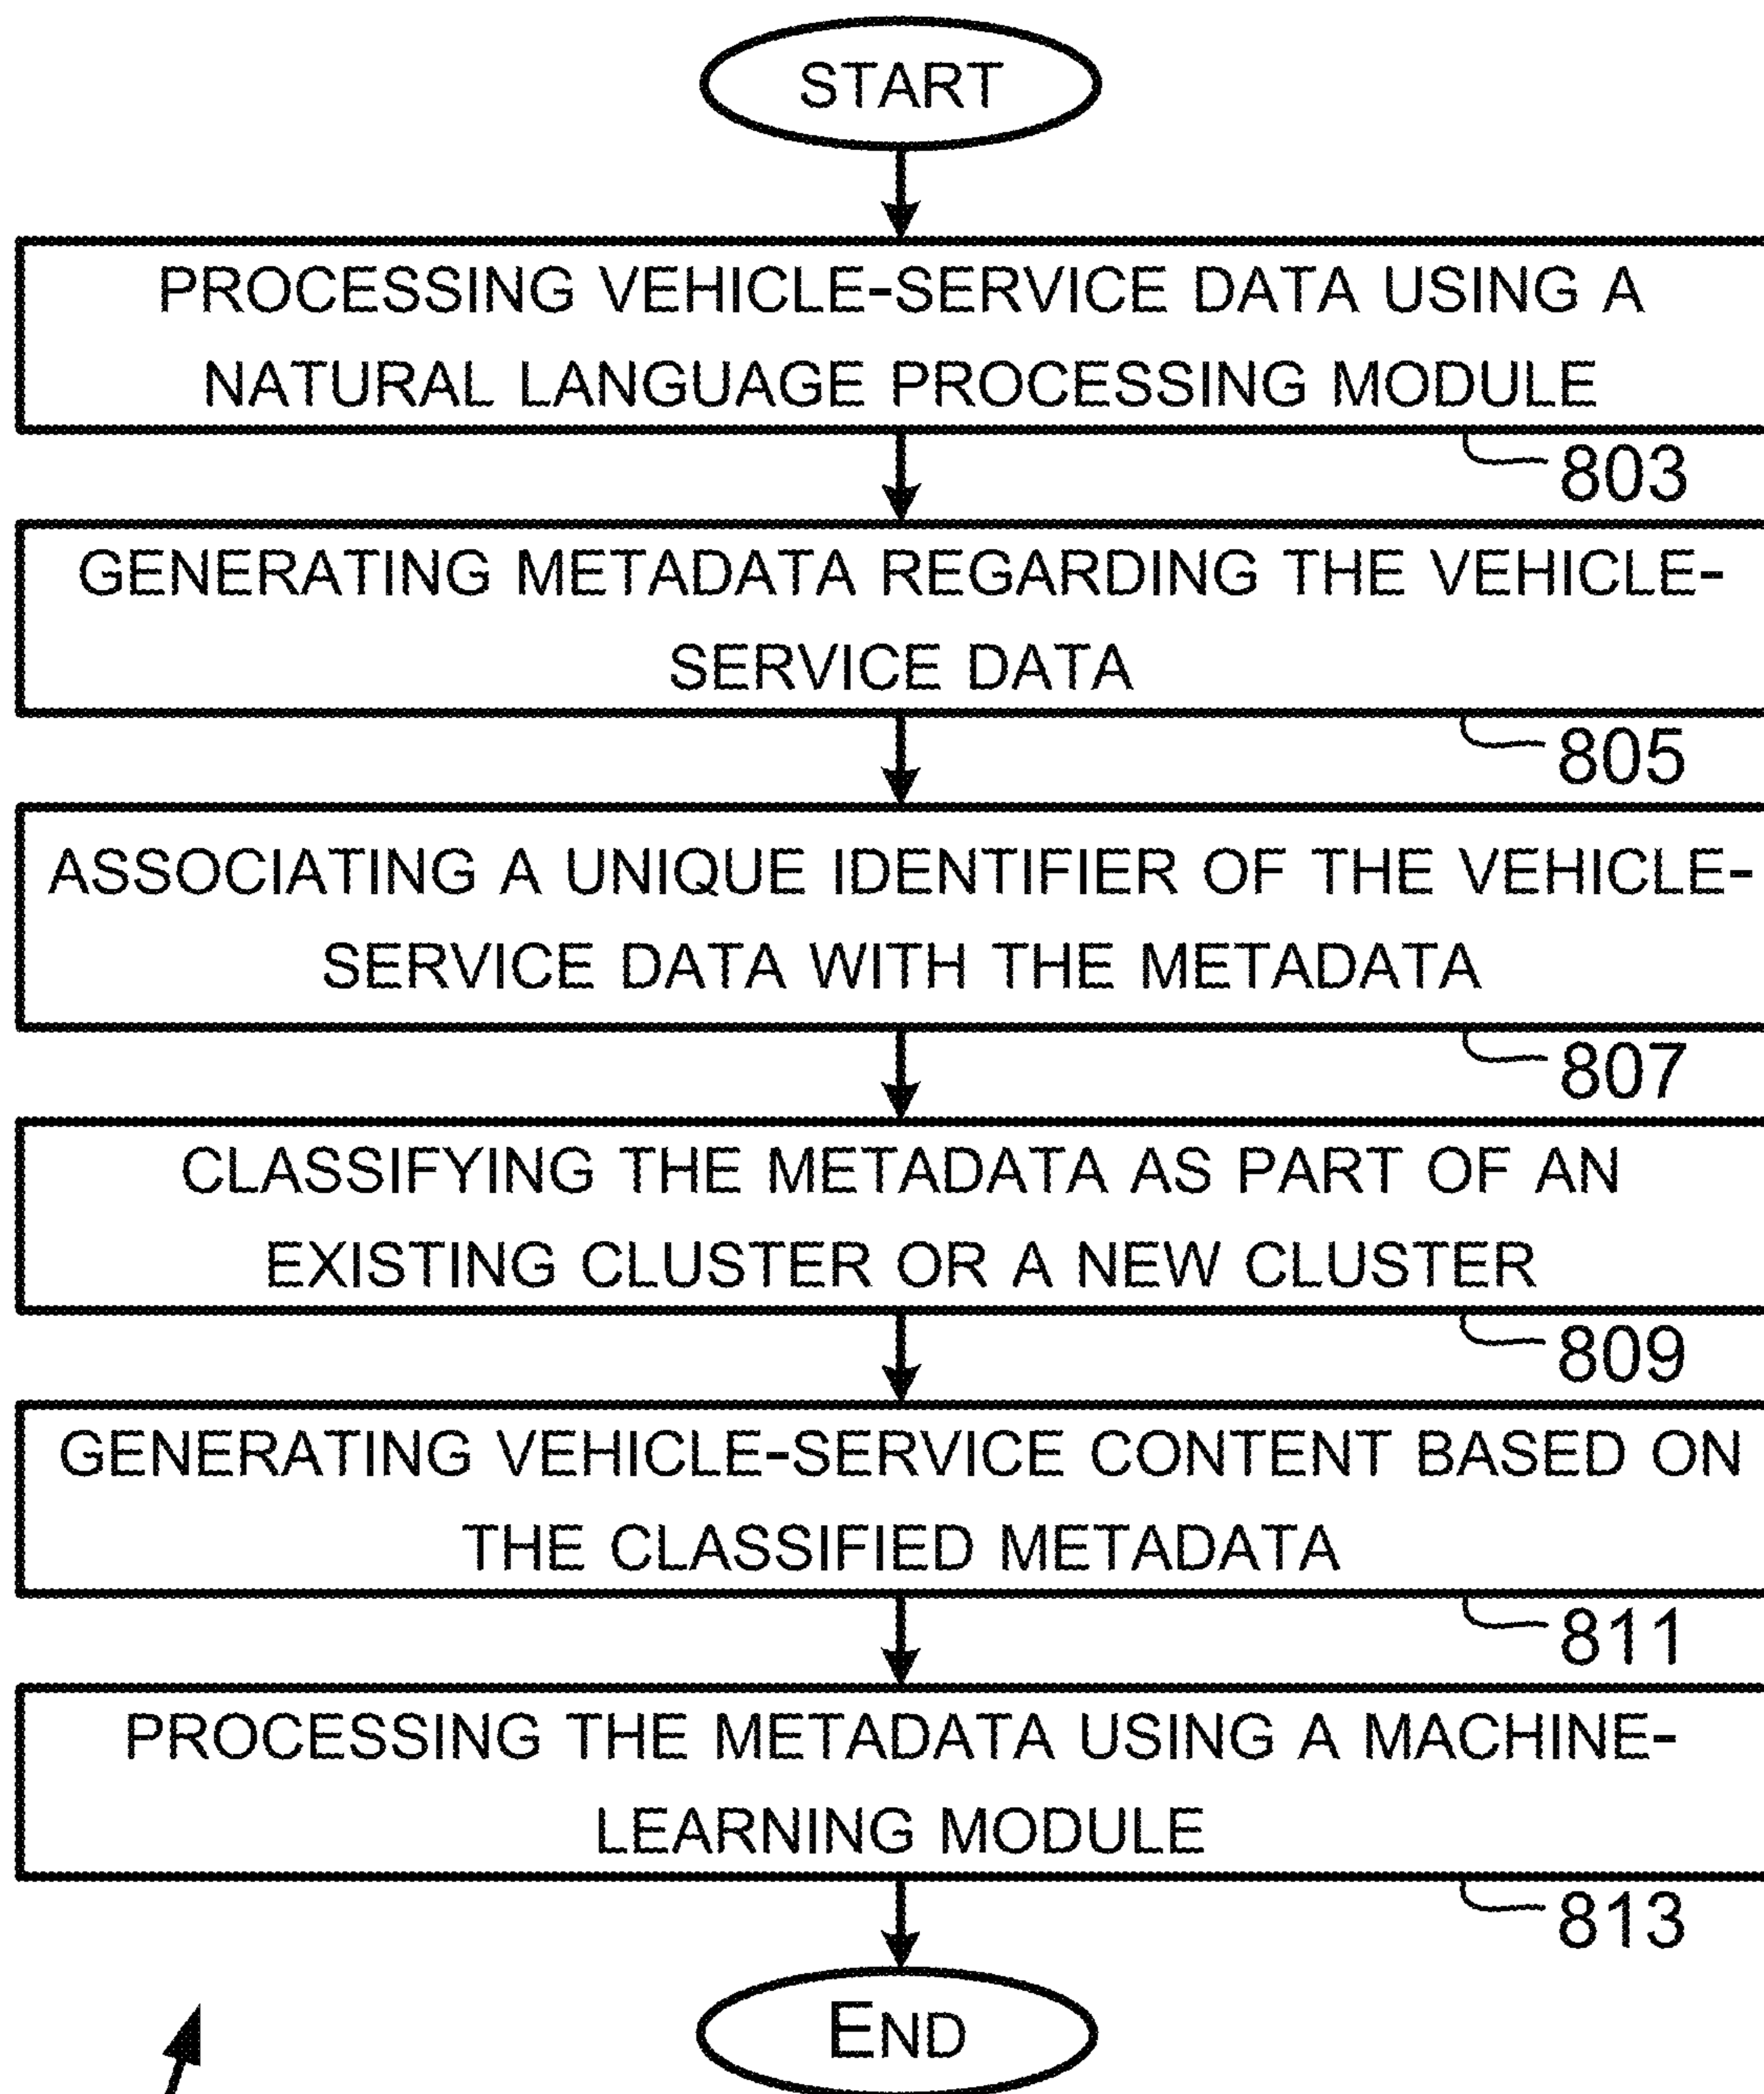 START
PROCESSING VEHICLE-SERVICE DATA USING A
NATURAL LANGUAGE PROCESSING MODULE
803
GENERATING METADATA REGARDING THE VEHICLE-
SERVICE DATA
805
ASSOCIATING A UNIQUE IDENTIFIER OF THE VEHICLE-
SERVICE DATA WITH THE METADATA
807
CLASSIFYING THE METADATA AS PART OF AN
EXISTING CLUSTER OR A NEW CLUSTER
809
GENERATING VEHICLE-SERVICE CONTENT BASED ON
THE CLASSIFIED METADATA
811
PROCESSING THE METADATA USING A MACHINE-
LEARNING MODULE
813
END